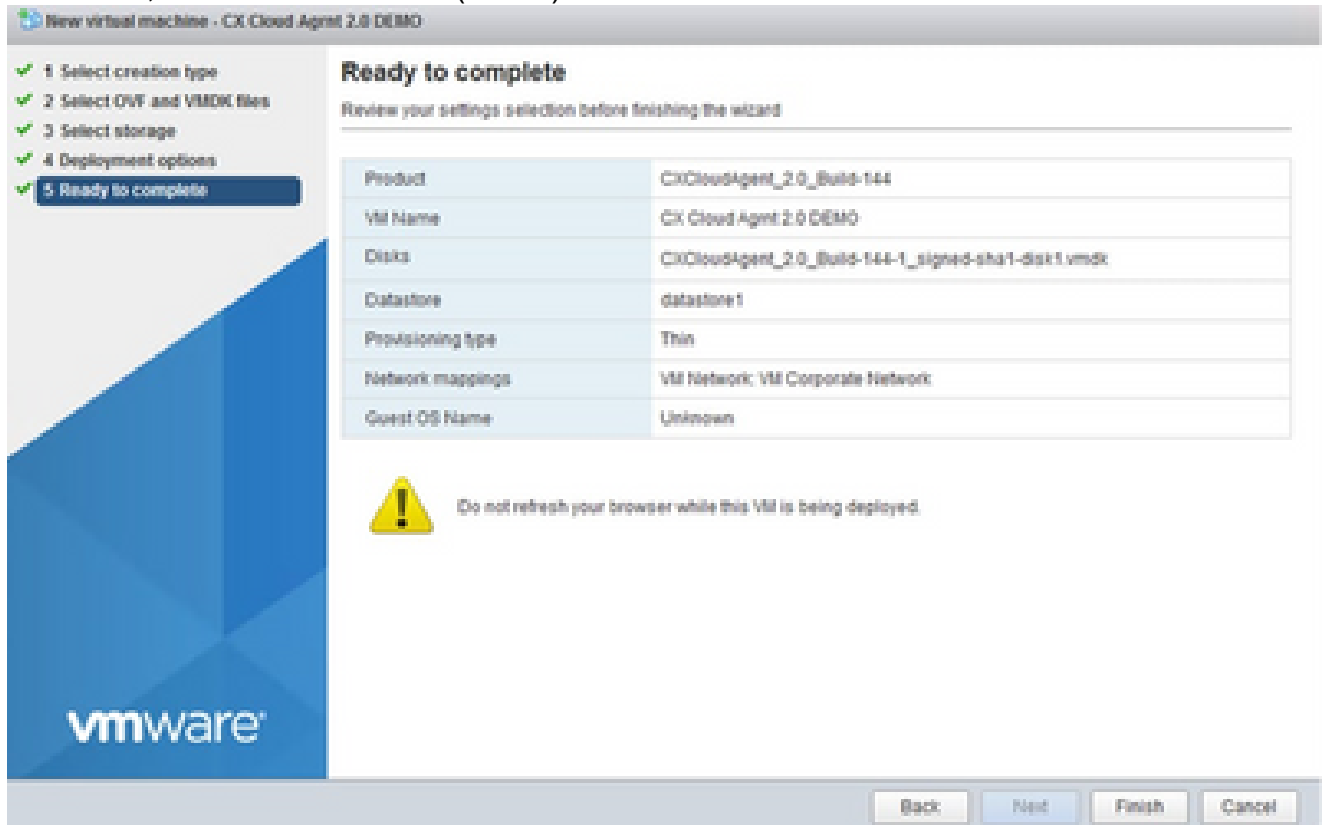 New virtual machine - CX Cloud Agmt 2.0 DEMO
1 Select creation type
2 Select OVF and VMDK files
3 Select storage
4 Deployment options
5 Ready to complete
Ready to complete
Review your settings selection before finishing the wizard
Product CXCloudAgent_2.0_Build-144
VM Name CX Cloud Agmt 2.0 DEMO
Disks CXCloudAgent_2.0_Build-144-1_signed-sha1-disk1.vmdk
Datastore datastore1
Provisioning type Thin
Network mappings VM Network: VM Corporate Network
Guest OS Name Unknown
Do not refresh your browser while this VM is being deployed.
vmware
Back Next Finish Cancel